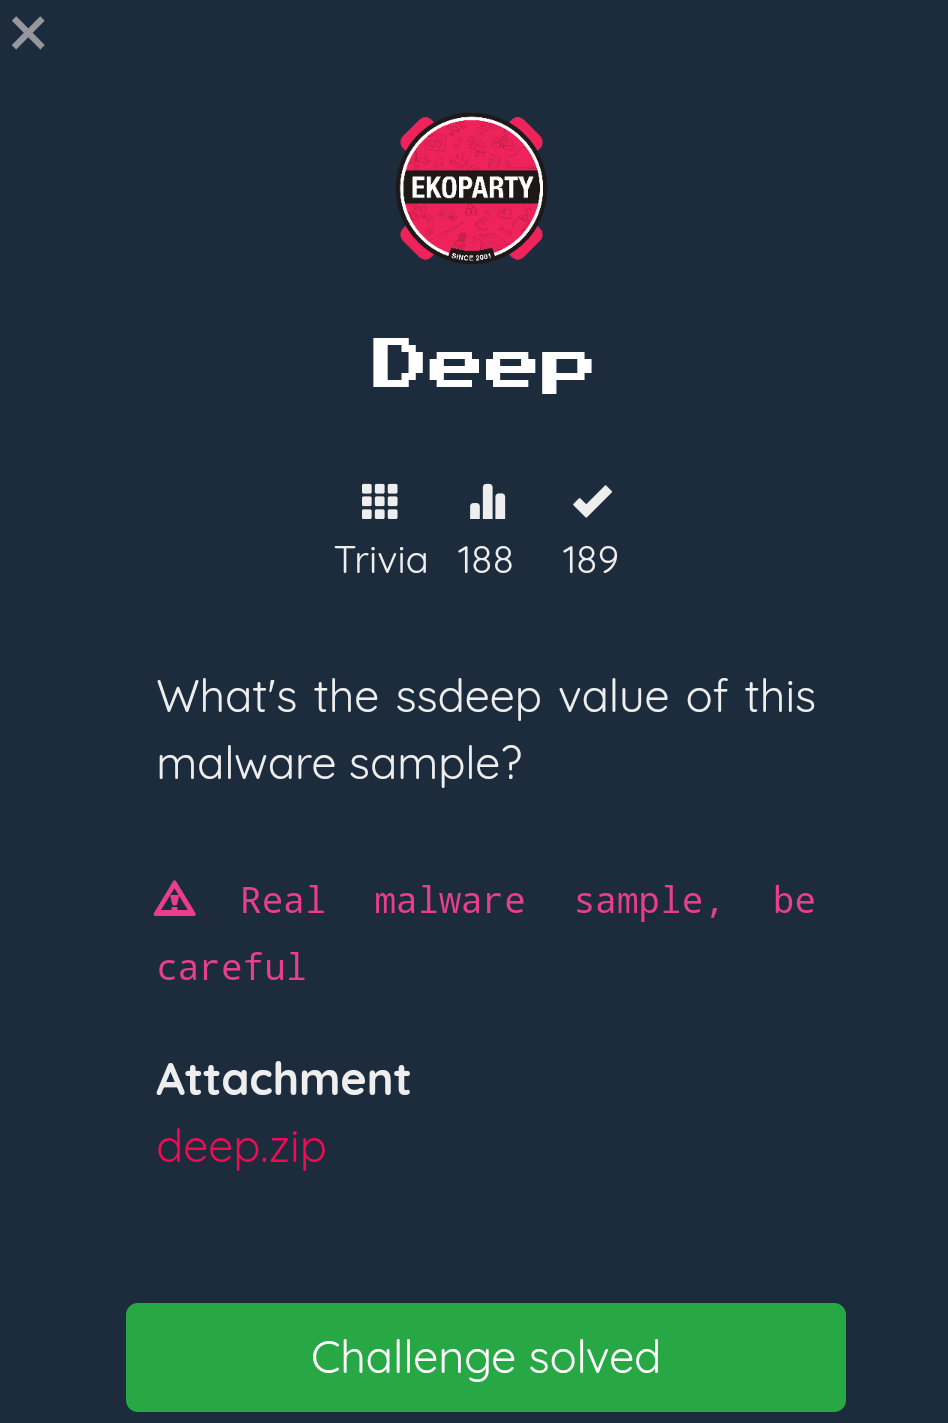 EKOPARTY
SINCE 2001
Deep
Trivia 188 189
What's the ssdeep value of this
malware sample?
Real malware sample, be
careful
Attachment
deep.zip
Challenge solved